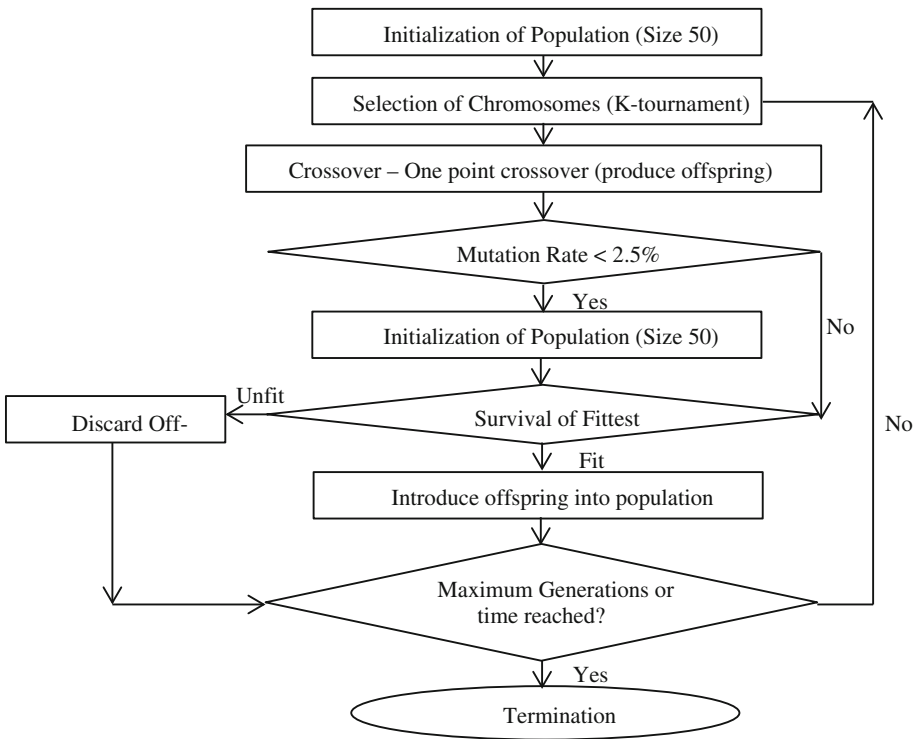 Initialization of Population (Size 50)
Selection of Chromosomes (K-tournament)
Crossover – One point crossover (produce offspring)
Mutation Rate < 2.5%
Yes
No
Initialization of Population (Size 50)
Unfit
Survival of Fittest
Discard Off-
No
Fit
Introduce offspring into population
Maximum Generations or
time reached?
Yes
Termination